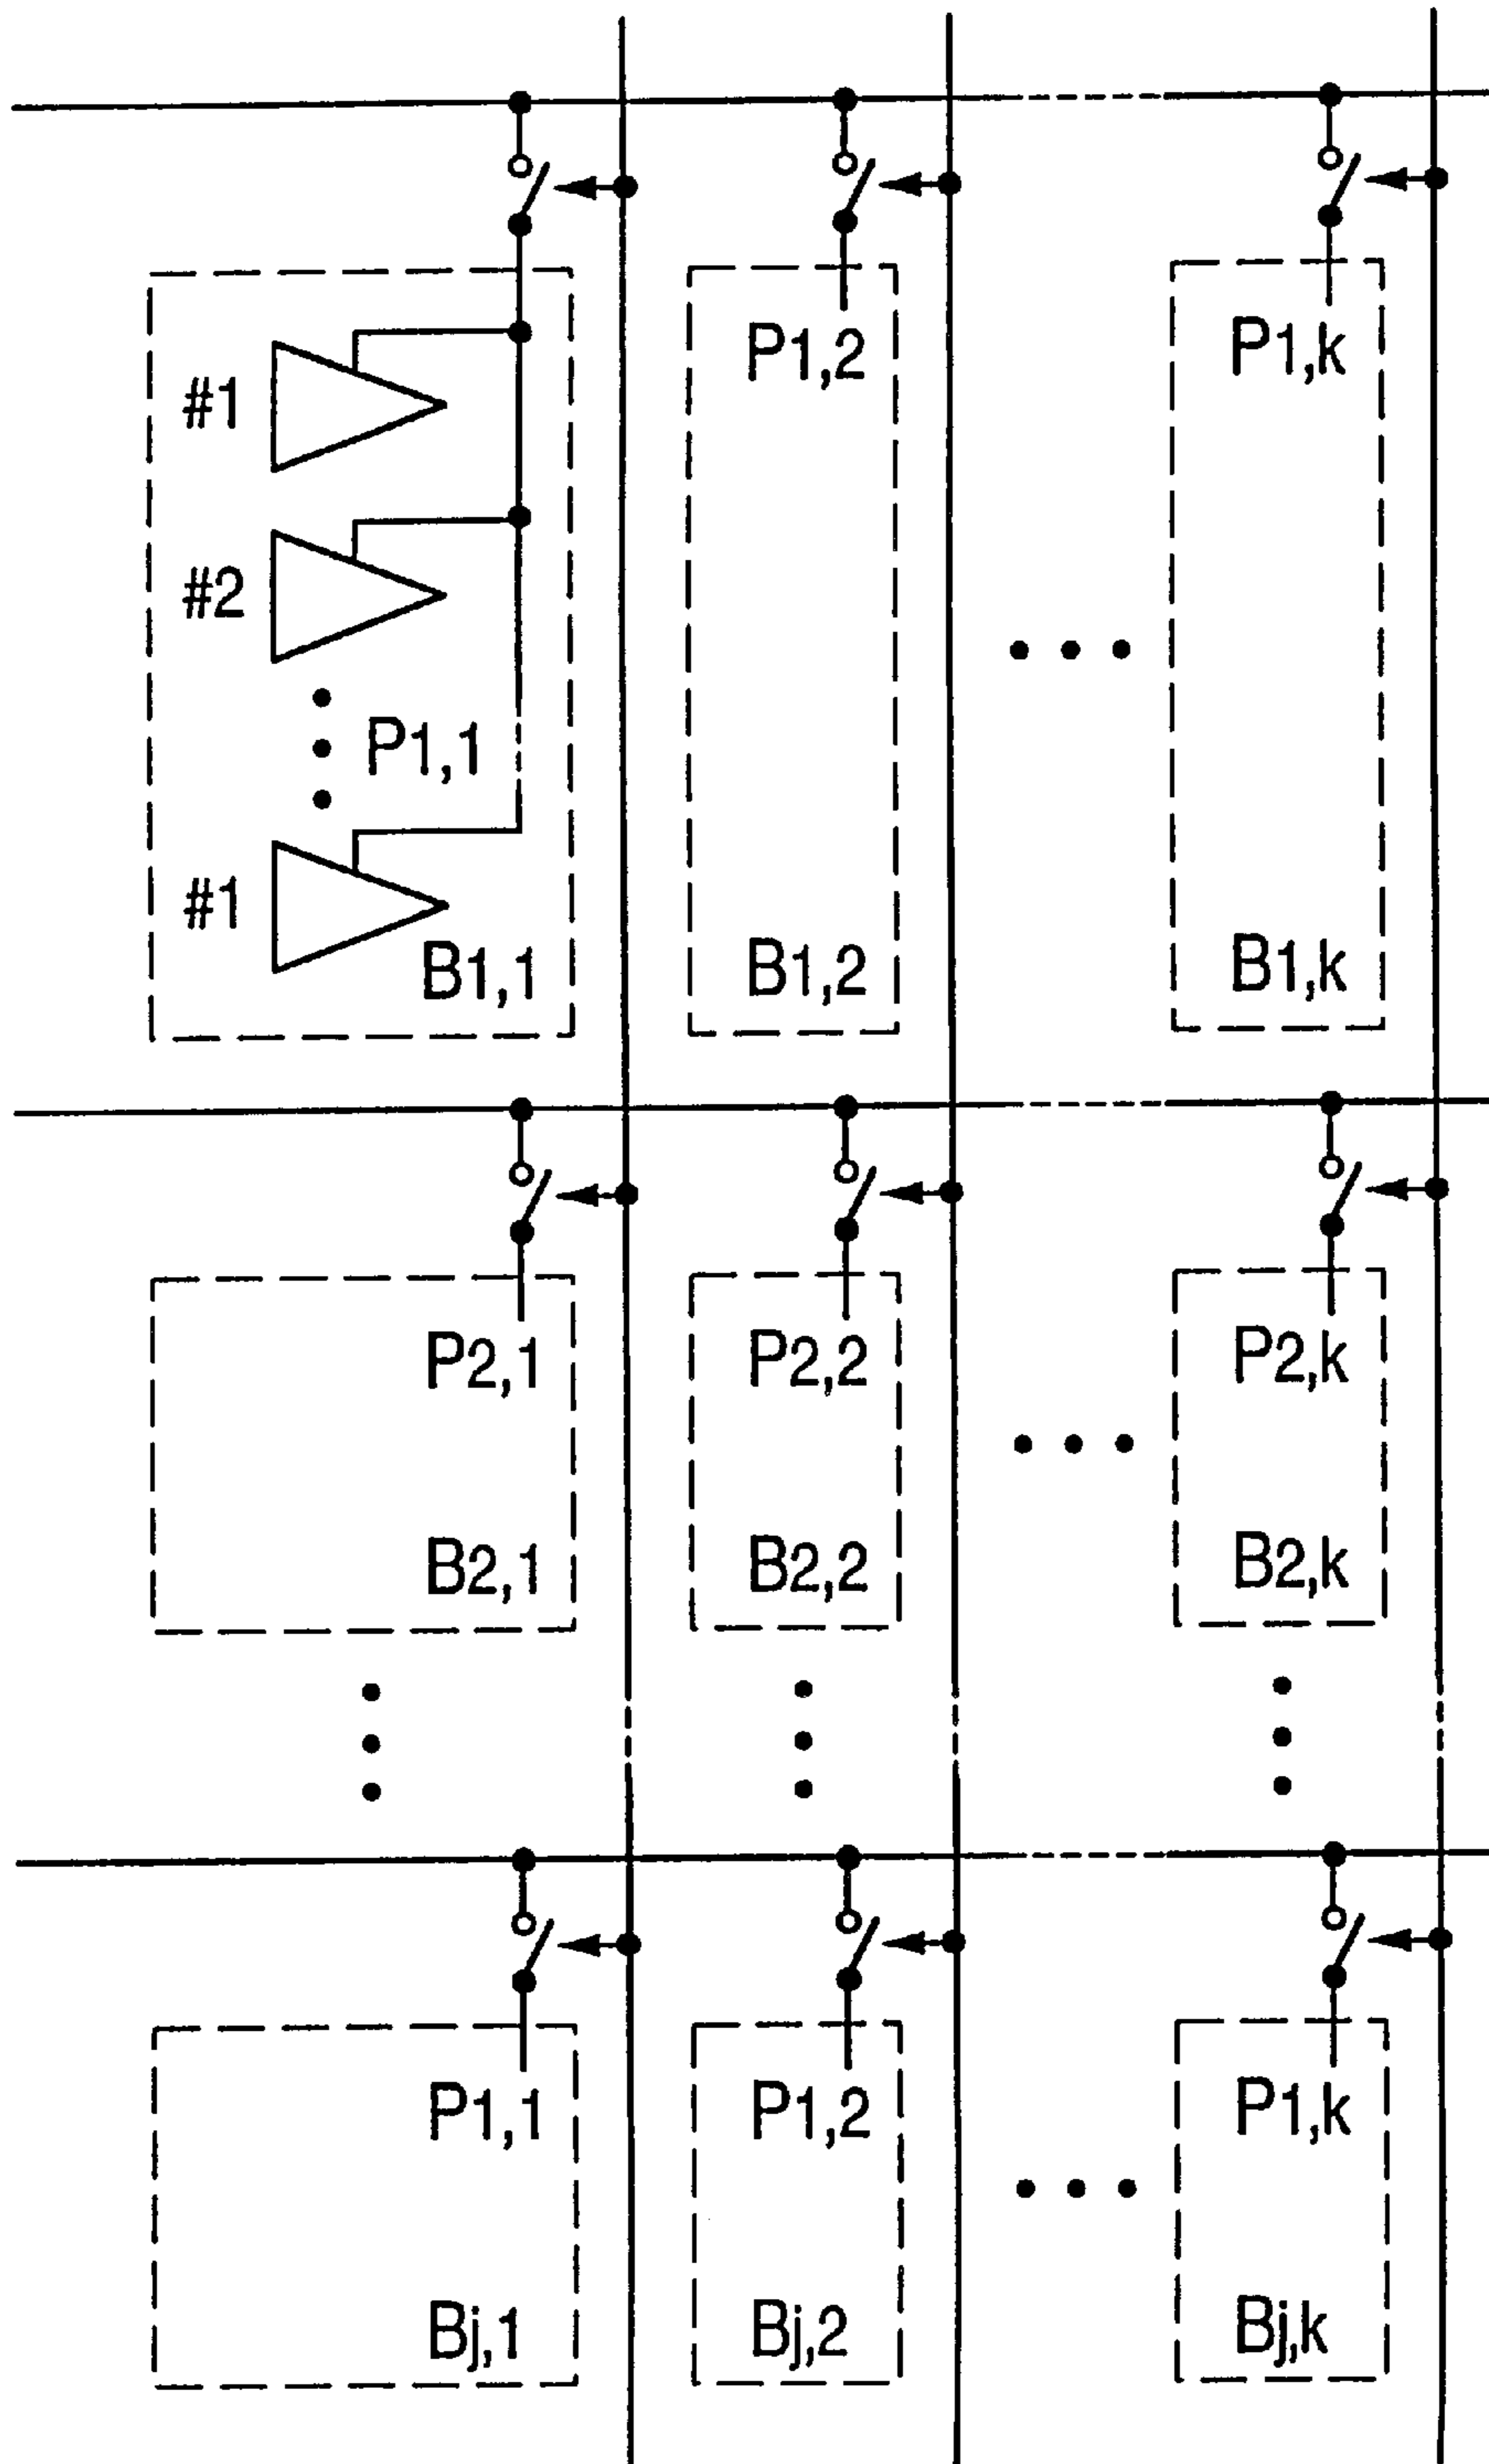 P1,2
P1,k
#1
#2
P1,1
#1
B1,1
B1,2
B1,k
P2,1
P2,2
P2,k
B2,1
B2,2
B2,k
P1,1
P1,2
P1,k
Bj,1
Bj,2
Bj,k